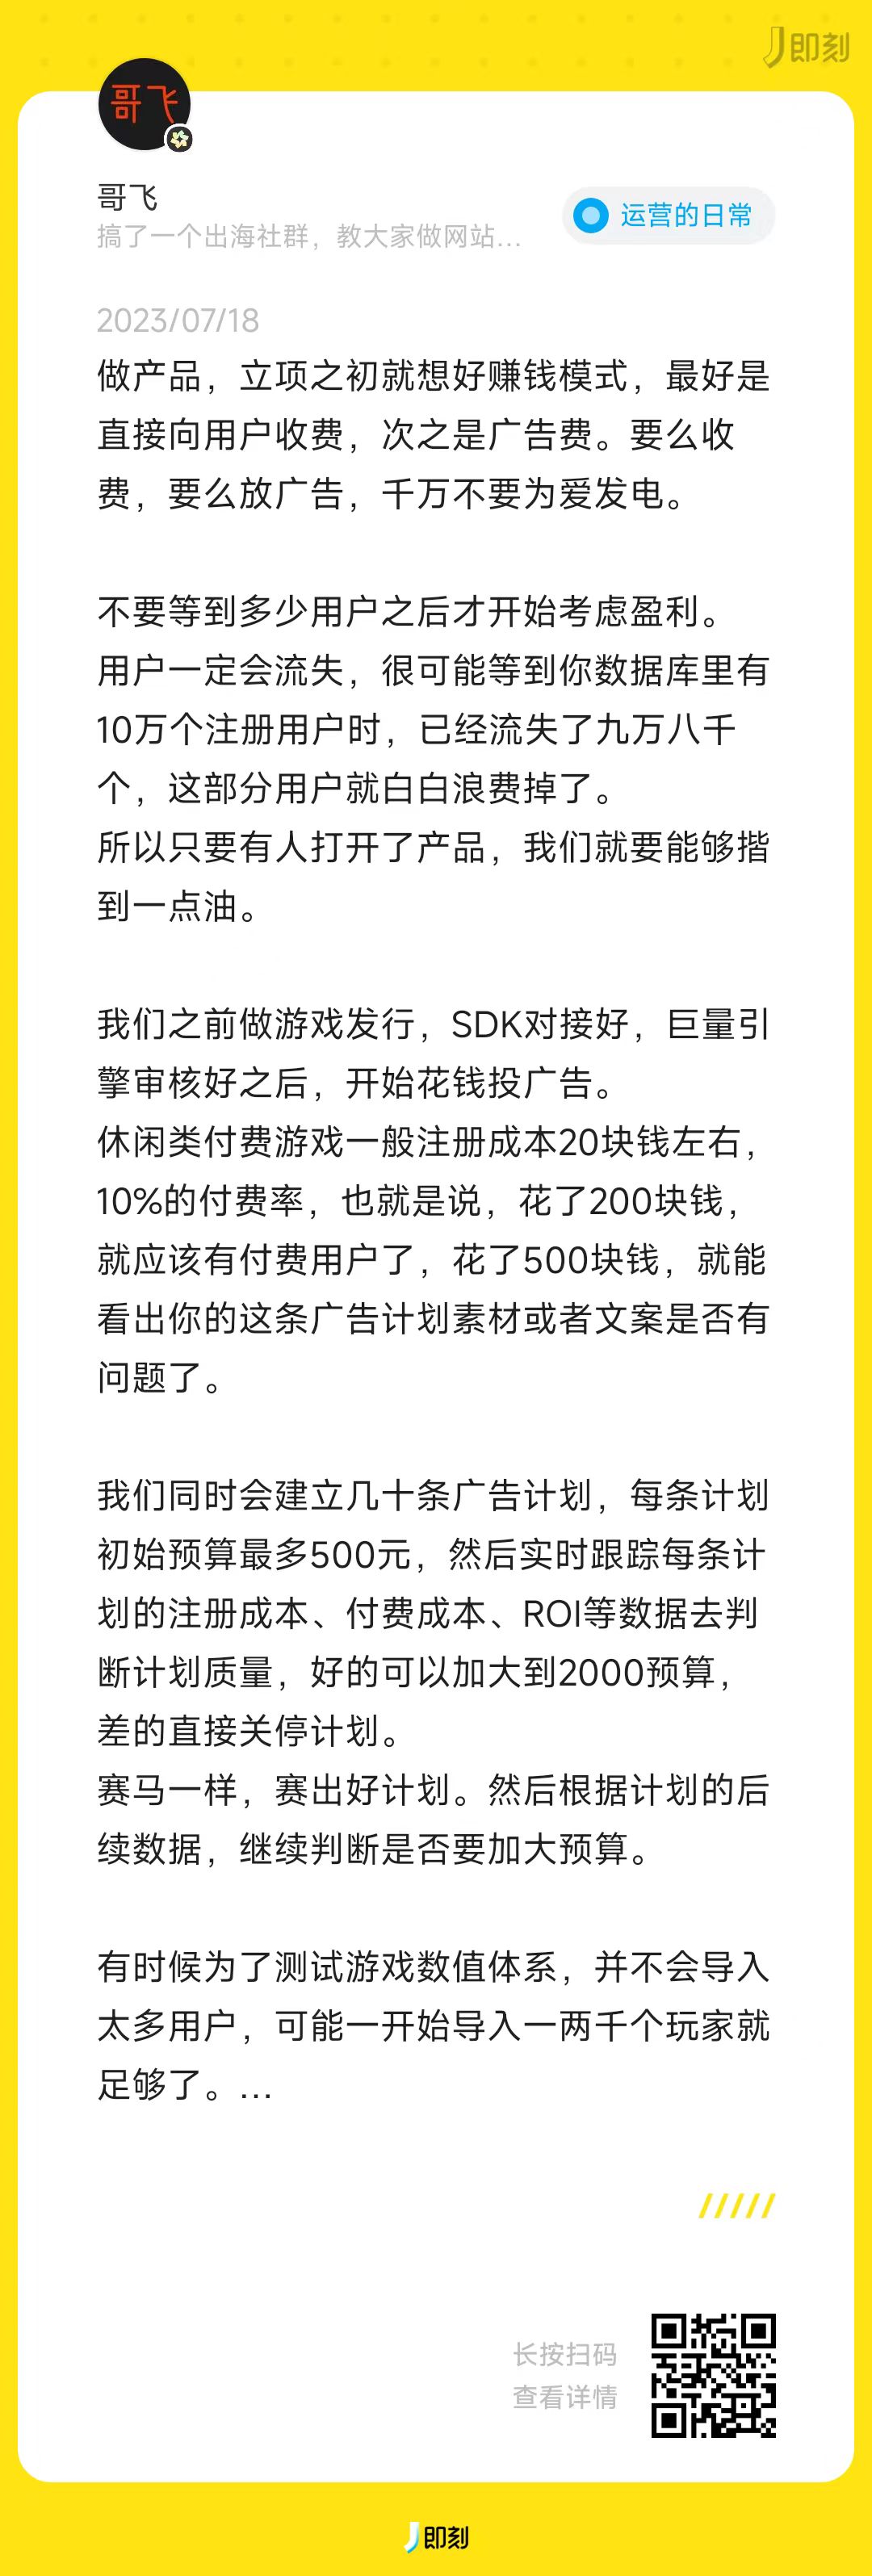 即刻
哥飞
哥飞
搞了一个出海社群，教大家做网站...
运营的日常
2023/07/18
做产品，立项之初就想好赚钱模式，最好是
直接向用户收费，次之是广告费。要么收
费，要么放广告，千万不要为爱发电。
不要等到多少用户之后才开始考虑盈利。
用户一定会流失，很可能等到你数据库里有
10万个注册用户时，已经流失了九万八千
个，这部分用户就白白浪费掉了。
所以只要有人打开了产品，我们就要能够揩
到一点油。
我们之前做游戏发行，SDK对接好，巨量引
擎审核好之后，开始花钱投广告。
休闲类付费游戏一般注册成本20块钱左右，
10%的付费率，也就是说，花了200块钱，
就应该有付费用户了，花了500块钱，就能
看出你的这条广告计划素材或者文案是否有
问题了。
我们同时会建立几十条广告计划，每条计划
初始预算最多500元，然后实时跟踪每条计
划的注册成本、付费成本、ROI等数据去判
断计划质量，好的可以加大到2000预算，
差的直接关停计划。
赛马一样，赛出好计划。然后根据计划的后
续数据，继续判断是否要加大预算。
有时候为了测试游戏数值体系，并不会导入
太多用户，可能一开始导入一两千个玩家就
足够了。...
长按扫码
查看详情
即刻